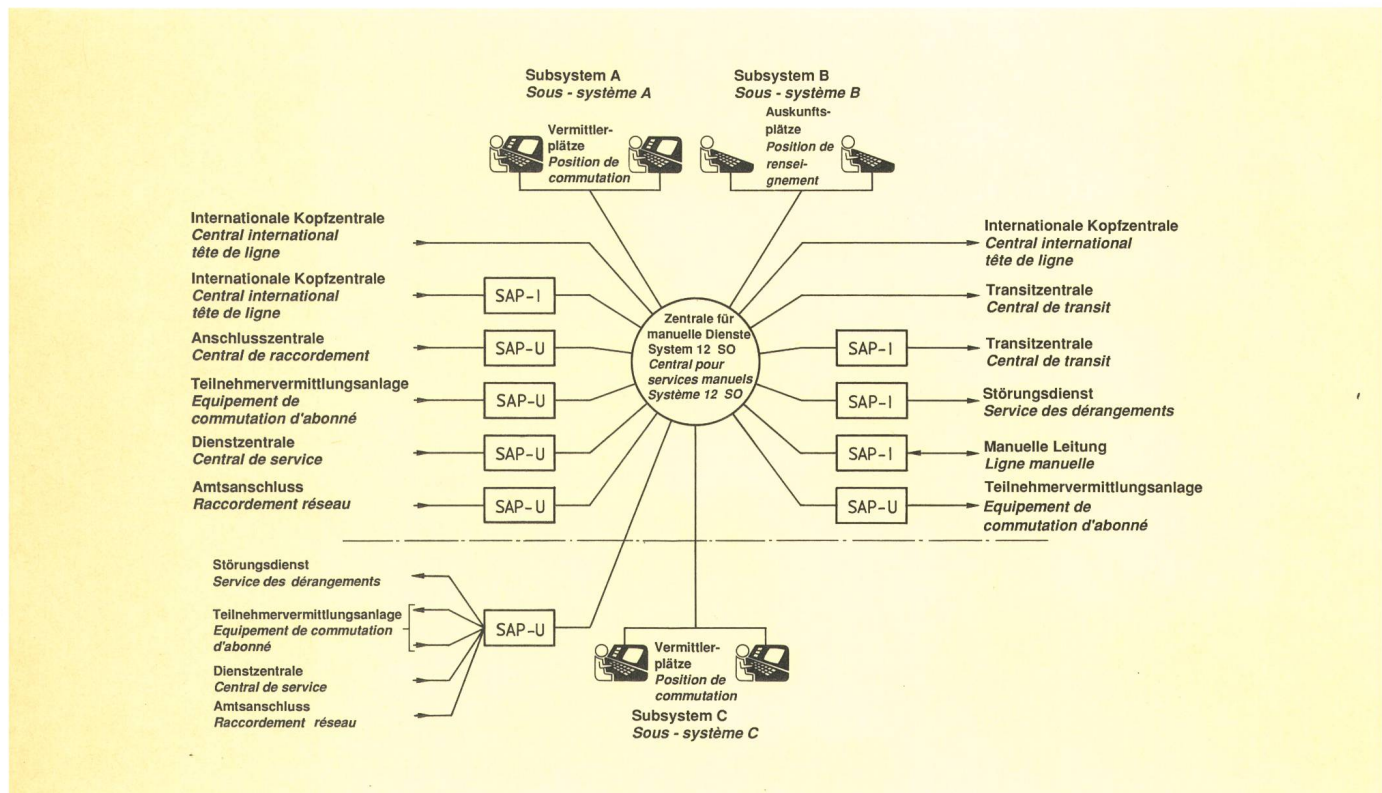 Subsystem A
Sous - système A
Vermittler-
plätze
Position de
commutation
Subsystem B
Sous - système B
Auskunfts-
plätze
Position de
rensei-
gnement
Internationale Kopfzentrale
Central international
tête de ligne
Internationale Kopfzentrale
Central international
tête de ligne
SAP-I
Anschlusszentrale
Central de raccordement
SAP-U
Teilnehmervermittlungsanlage
Equipement de
commutation d'abonné
SAP-U
Dienstzentrale
Central de service
SAP-U
Amtsanschluss
Raccordement réseau
SAP-U
Zentrale für
manuelle Dienste
System 12 SO
Central pour
services manuels
Système 12 SO
Internationale Kopfzentrale
Central international
tête de ligne
Transitzentrale
Central de transit
SAP-I
Transitzentrale
Central de transit
SAP-I
Störungsdienst
Service des dérangements
SAP-I
Manuelle Leitung
Ligne manuelle
SAP-U
Teilnehmervermittlungsanlage
Equipement de
commutation d'abonné
Störungsdienst
Service des dérangements
Teilnehmervermittlungsanlage
Equipement de commutation
d'abonné
Dienstzentrale
Central de service
Amtsanschluss
Raccordement réseau
SAP-U
Vermittler-
plätze
Position de
commutation
Subsystem C
Sous - système C